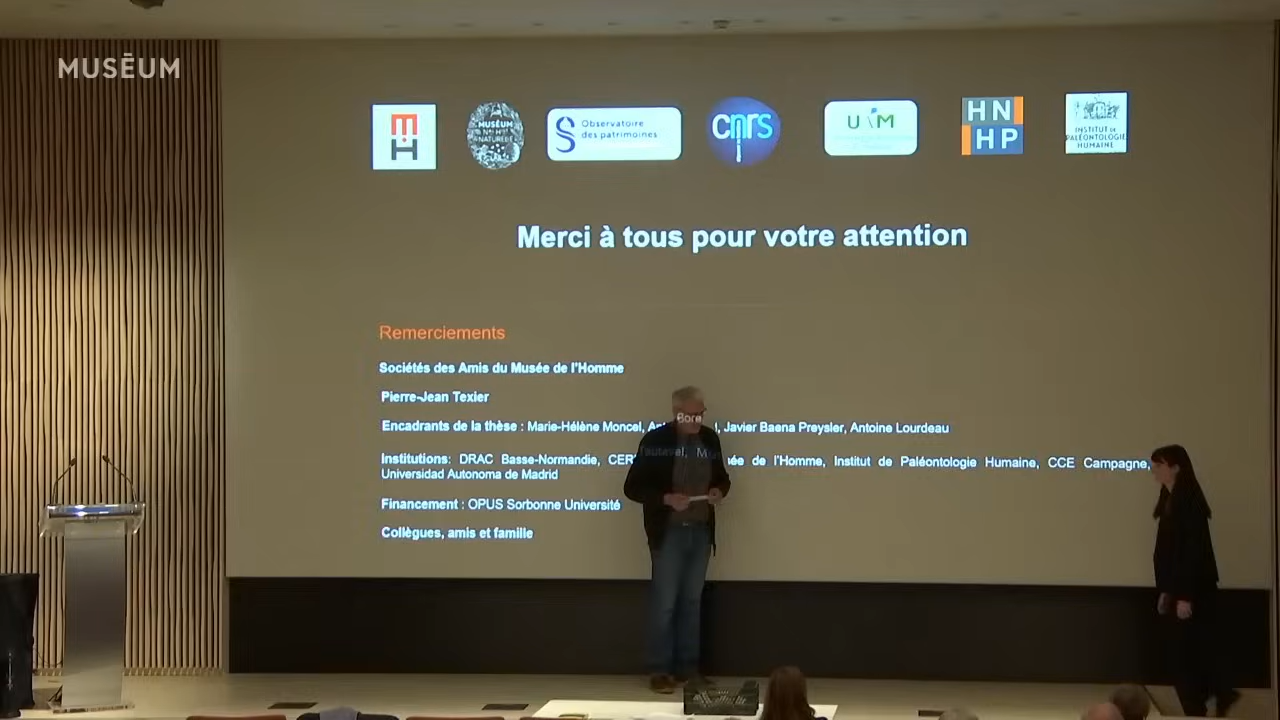 MUSĒUM
MUSÉUM
Observatoire
des patrimoines
cnrs
HN
HP
INSTITUT DE
PALÉONTOLOGIE
HUMAINE
Merci à tous pour votre attention
Remerciements
Sociétés des Amis du Musée de l'Homme
Pierre-Jean Texier
Encadrants de la thèse : Marie-Hélène Moncel, Javier Baena Preysler, Antoine Lourdeau
Institutions: DRAC Basse-Normandie, de l'Homme, Institut de Paléontologie Humaine, CCE Campagne,
Universidad Autonoma de Madrid
Financement : OPUS Sorbonne Université
Collègues, amis et famille